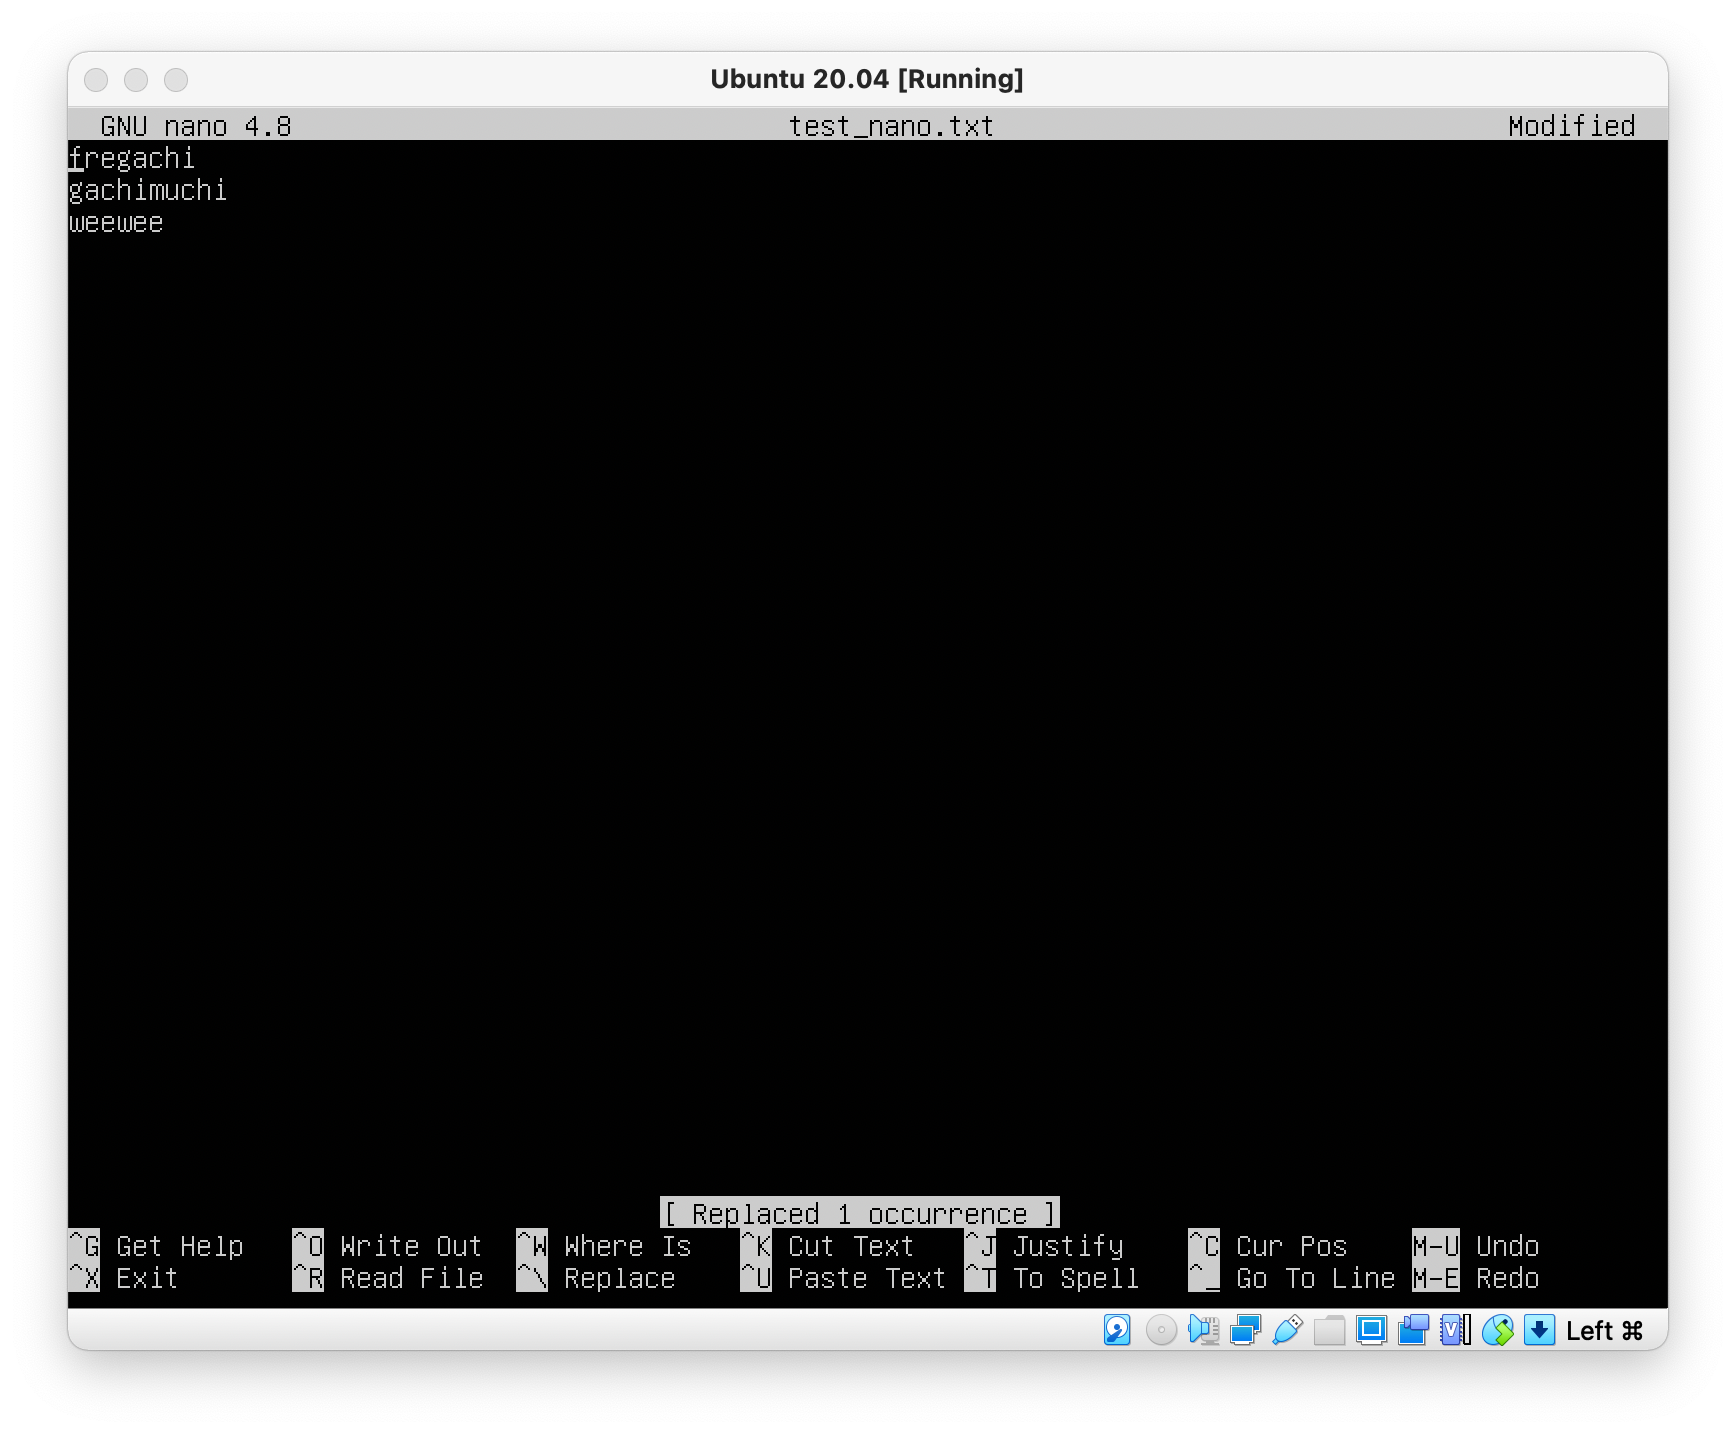 Ubuntu 20.04 [Running]
GNU nano 4.8 test_nano.txt Modified
fregachi
gachimuchi
weewee
[ Replaced 1 occurrence ]
^G Get Help ^O Write Out ^W Where Is ^K Cut Text ^J Justify ^C Cur Pos M-U Undo
^X Exit ^R Read File ^\ Replace ^U Paste Text ^T To Spell ^_ Go To Line M-E Redo
Left ⌘